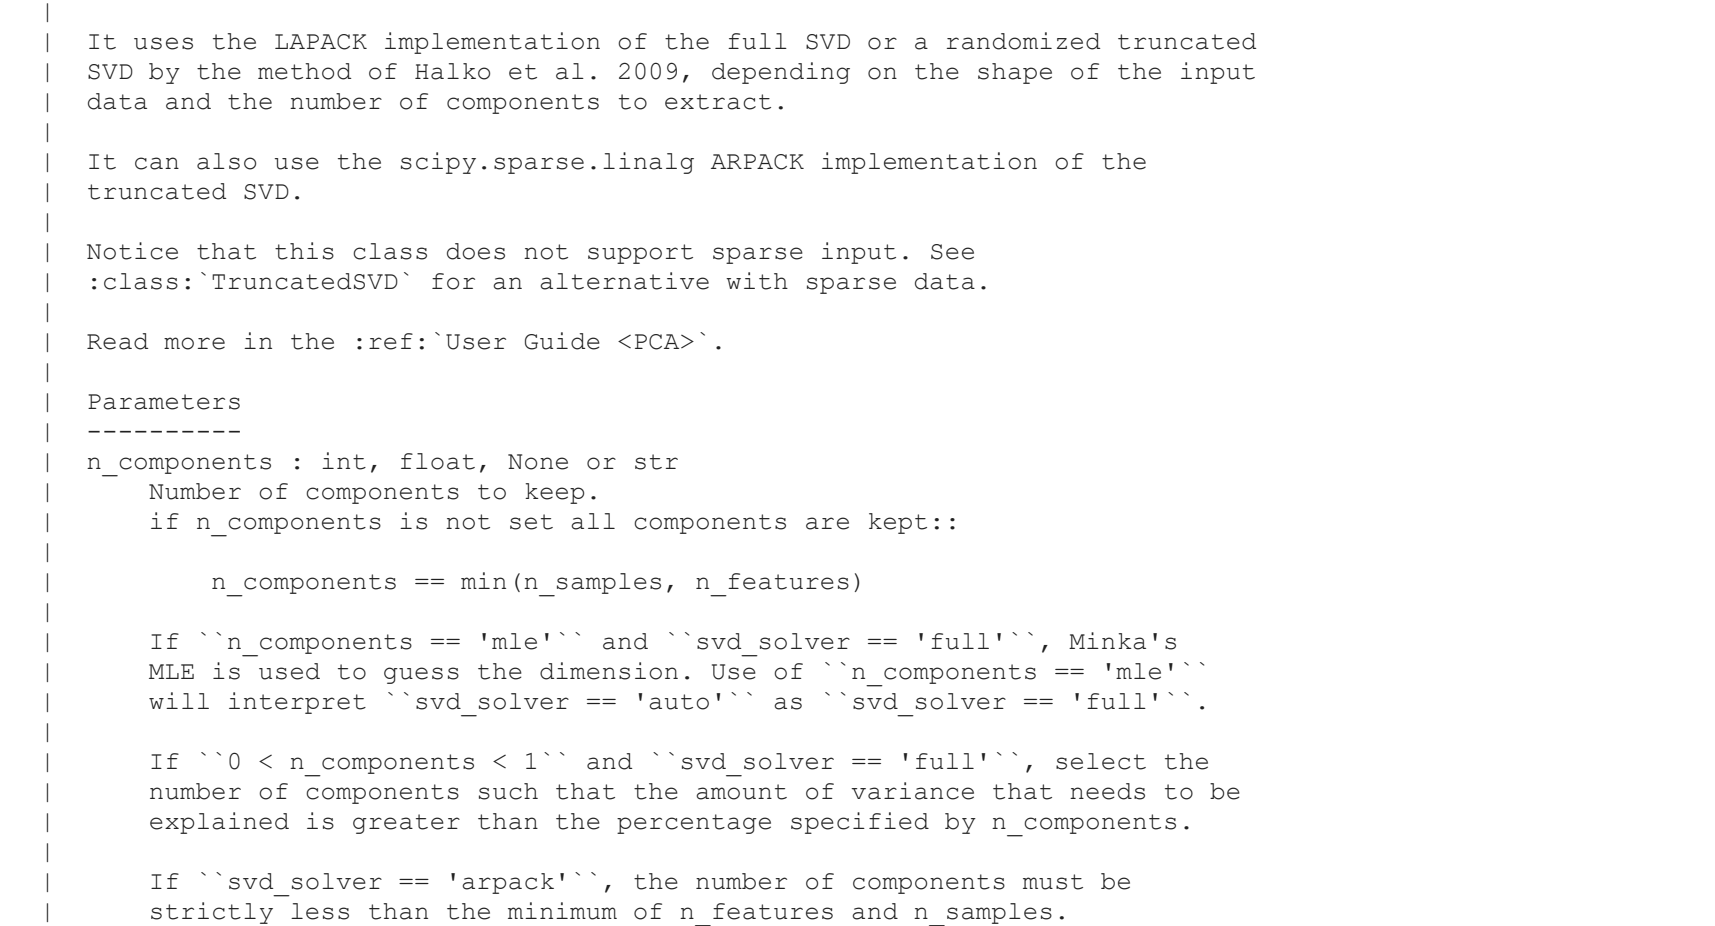 |
|  It uses the LAPACK implementation of the full SVD or a randomized truncated
|  SVD by the method of Halko et al. 2009, depending on the shape of the input
|  data and the number of components to extract.
|
|  It can also use the scipy.sparse.linalg ARPACK implementation of the
|  truncated SVD.
|
|  Notice that this class does not support sparse input. See
|  :class:`TruncatedSVD` for an alternative with sparse data.
|
|  Read more in the :ref:`User Guide <PCA>`.
|
|  Parameters
|  ----------
|  n_components : int, float, None or str
|      Number of components to keep.
|      if n_components is not set all components are kept::
|
|          n_components == min(n_samples, n_features)
|
|      If ``n_components == 'mle'`` and ``svd_solver == 'full'``, Minka's
|      MLE is used to guess the dimension. Use of ``n_components == 'mle'``
|      will interpret ``svd_solver == 'auto'`` as ``svd_solver == 'full'``.
|
|      If ``0 < n_components < 1`` and ``svd_solver == 'full'``, select the
|      number of components such that the amount of variance that needs to be
|      explained is greater than the percentage specified by n_components.
|
|      If ``svd_solver == 'arpack'``, the number of components must be
|      strictly less than the minimum of n_features and n_samples.